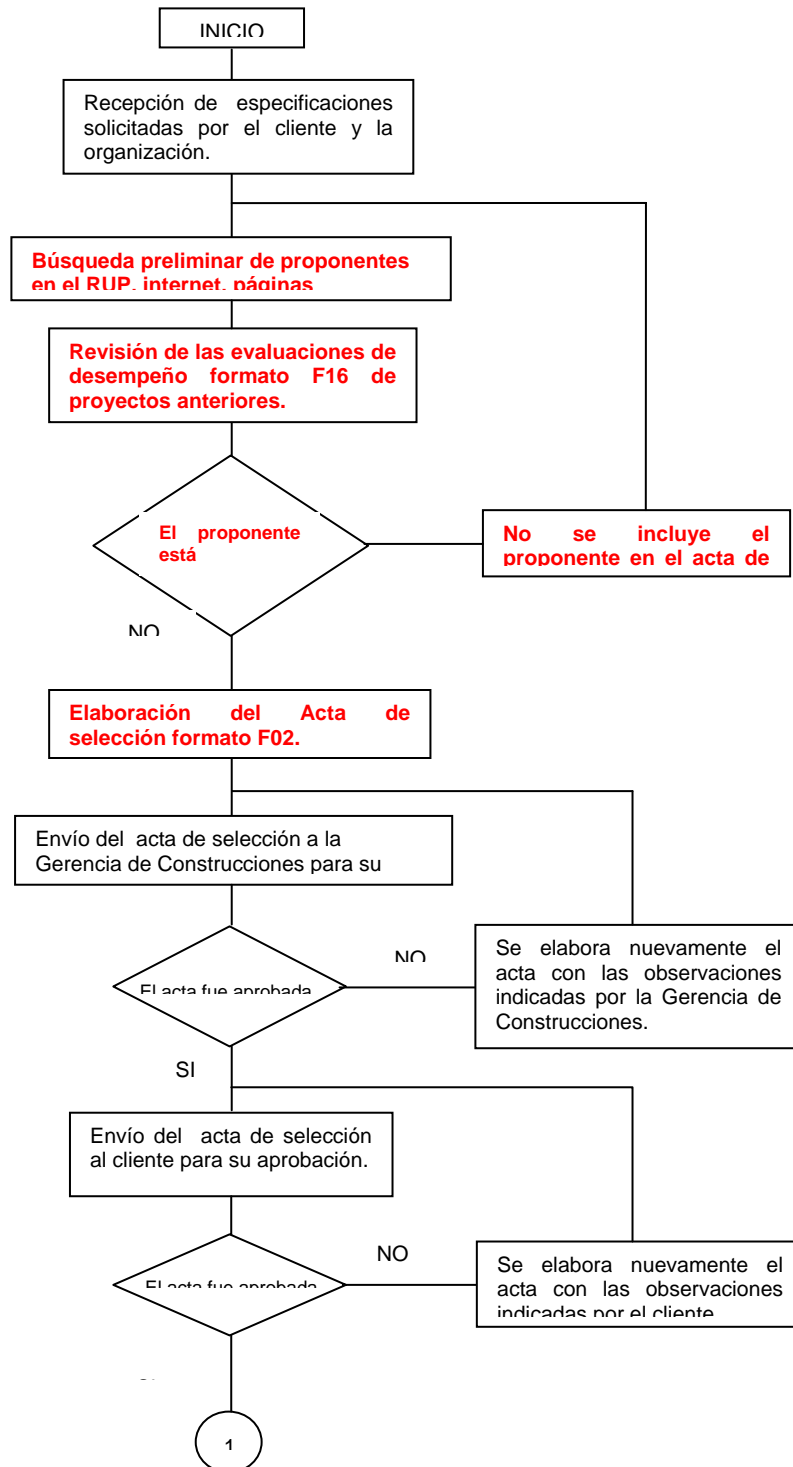 INICIO
Recepción de especificaciones
solicitadas por el cliente y la
organización.
Búsqueda preliminar de proponentes
en el RUP, internet, páginas
Revisión de las evaluaciones de
desempeño formato F16 de
proyectos anteriores.
El proponente
está
No se incluye el
proponente en el acta de
NO
Elaboración del Acta de
selección formato F02.
Envío del acta de selección a la
Gerencia de Construcciones para su
El acta fue aprobada
NO
Se elabora nuevamente el
acta con las observaciones
indicadas por la Gerencia de
Construcciones.
SI
Envío del acta de selección
al cliente para su aprobación.
El acta fue aprobada
NO
Se elabora nuevamente el
acta con las observaciones
indicadas por el cliente
1